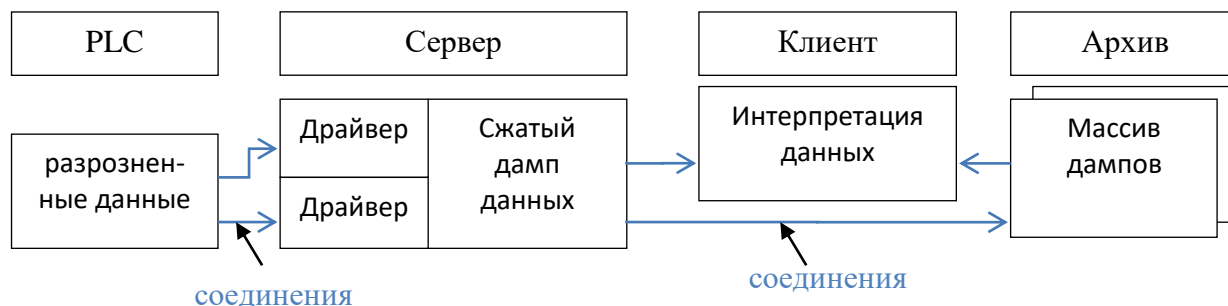 PLC
Сервер
Клиент
Архив
разрознен-
ные данные
Драйвер
Драйвер
Сжатый
дамп
данных
Интерпретация
данных
Массив
дампов
соединения
соединения